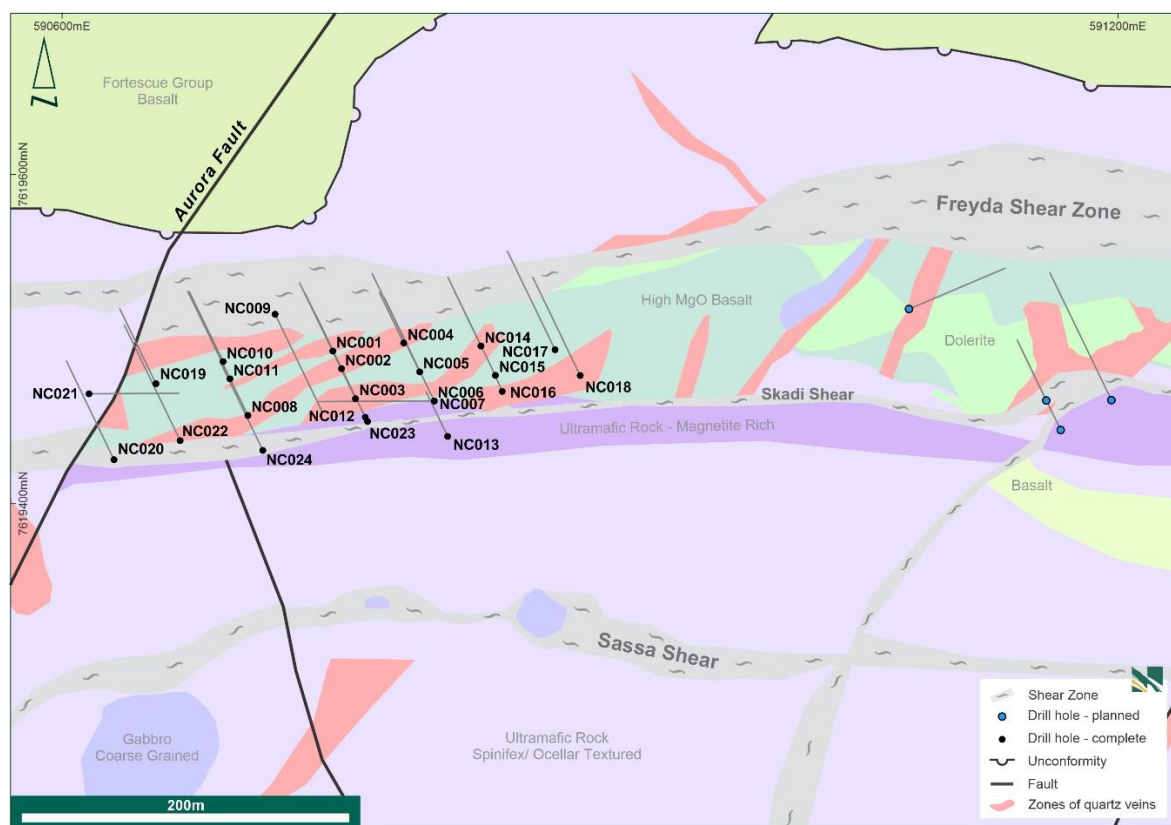 590600mE
591200mE
Fortescue Group
Basalt
N
Aurora Fault
7619600mN
Freyda Shear Zone
High MgO Basalt
NC009
NC004
NC001
NC014
NC010
NC002
NC017
Dolerite
NC019
NC011
NC005
NC015
NC021
NC003
NC006
NC016
NC018
Skadi Shear
NC008
NC012
NC007
NC022
NC023
Ultramafic Rock - Magnetite Rich
NC020
NC024
NC013
Basalt
7619400mN
Sassa Shear
Gabbro
Coarse Grained
Ultramafic Rock
Spinifex/ Ocellar Textured
Shear Zone
Drill hole - planned
Drill hole - complete
Unconformity
Fault
Zones of quartz veins
200m